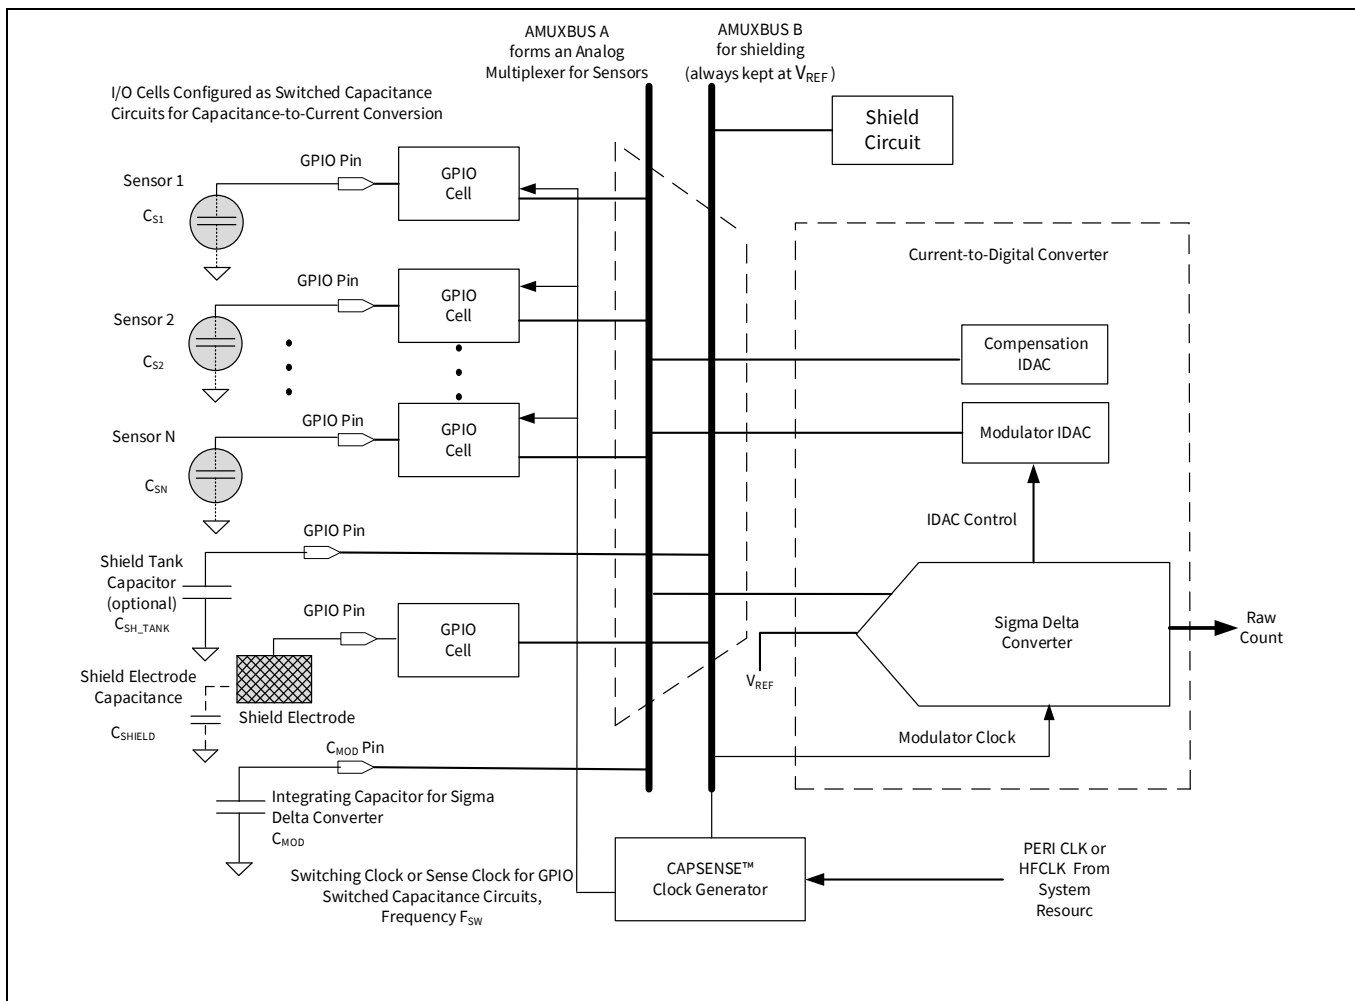 AMUXBUS A
forms an Analog
Multiplexer for Sensors
AMUXBUS B
for shielding
(always kept at VREF)
I/O Cells Configured as Switched Capacitance
Circuits for Capacitance-to-Current Conversion
Shield
Circuit
GPIO Pin
GPIO
Cell
Sensor 1
CS1
Current-to-Digital Converter
GPIO Pin
GPIO
Cell
Sensor 2
CS2
Compensation
IDAC
GPIO Pin
GPIO
Cell
Sensor N
CSN
Modulator IDAC
IDAC Control
GPIO Pin
Shield Tank
Capacitor
(optional)
CSH_TANK
GPIO Pin
GPIO
Cell
Sigma Delta
Converter
Raw
Count
VREF
Shield Electrode
Capacitance
CSHIELD
Shield Electrode
Modulator Clock
CMOD Pin
Integrating Capacitor for Sigma
Delta Converter
CMOD
Switching Clock or Sense Clock for GPIO
Switched Capacitance Circuits,
Frequency FSW
CAPSENSE™
Clock Generator
PERI CLK or
HFCLK From
System
Resourc